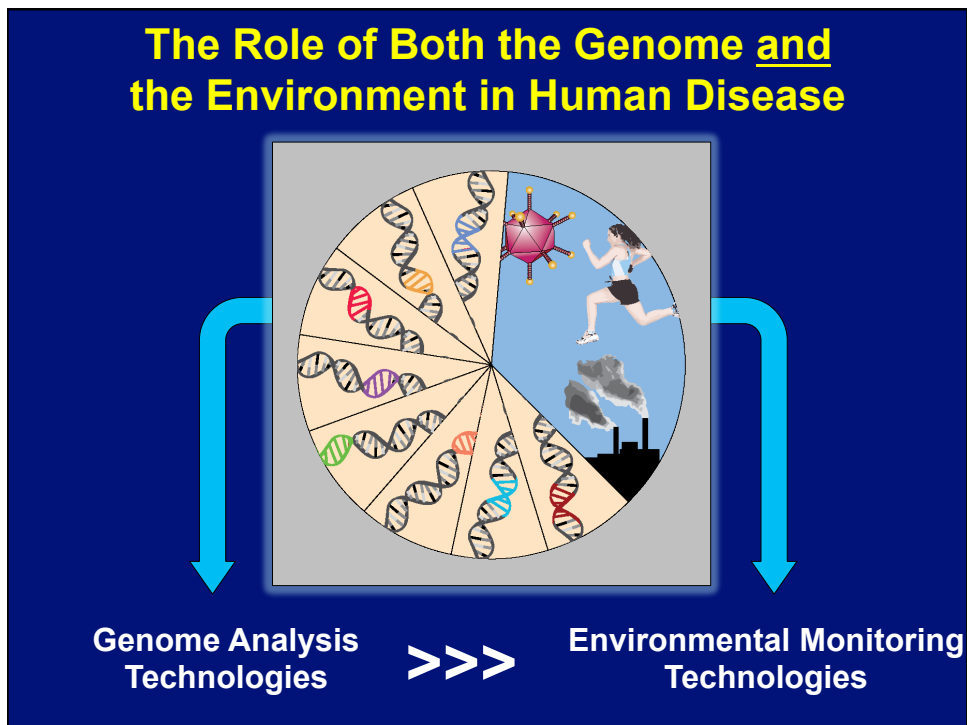 The Role of Both the Genome and
the Environment in Human Disease
Genome Analysis
Technologies
>>>
Environmental Monitoring
Technologies